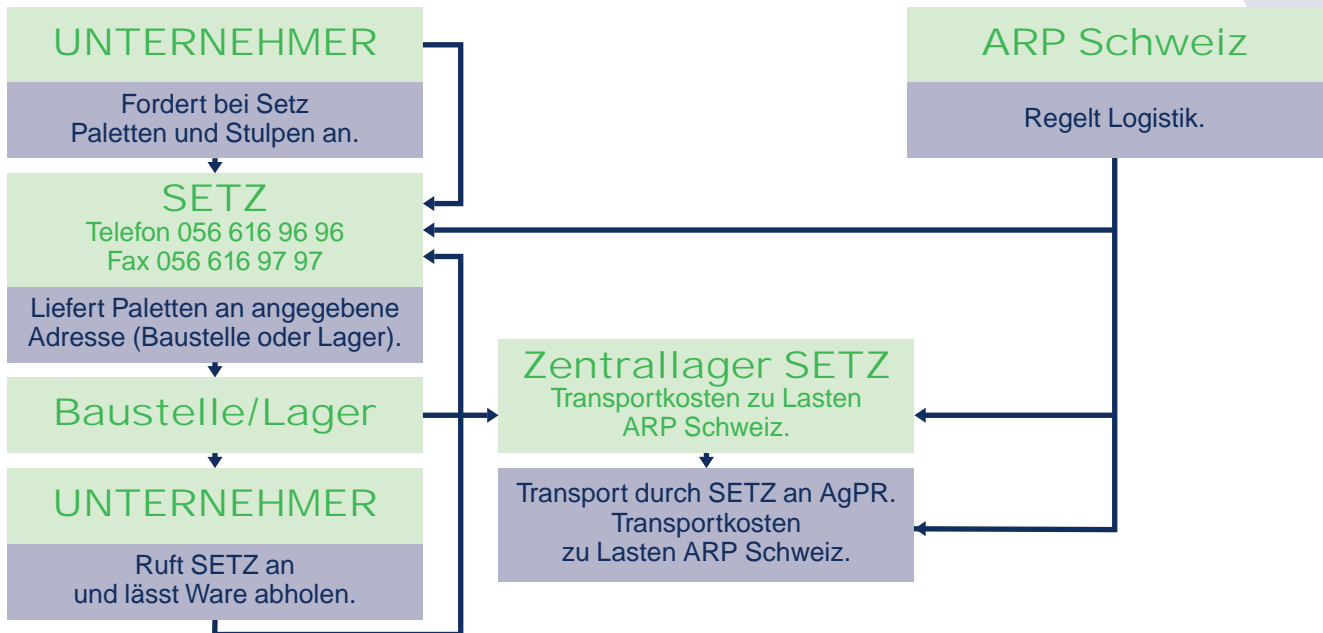 UNTERNEHMER
Fordert bei Setz
Paletten und Stulpen an.
SETZ
Telefon 056 616 96 96
Fax 056 616 97 97
Liefert Paletten an angegebene
Adresse (Baustelle oder Lager).
Baustelle/Lager
UNTERNEHMER
Ruft SETZ an
und lässt Ware abholen.
Zentrallager SETZ
Transportkosten zu Lasten
ARP Schweiz.
Transport durch SETZ an AgPR.
Transportkosten
zu Lasten ARP Schweiz.
ARP Schweiz
Regelt Logistik.